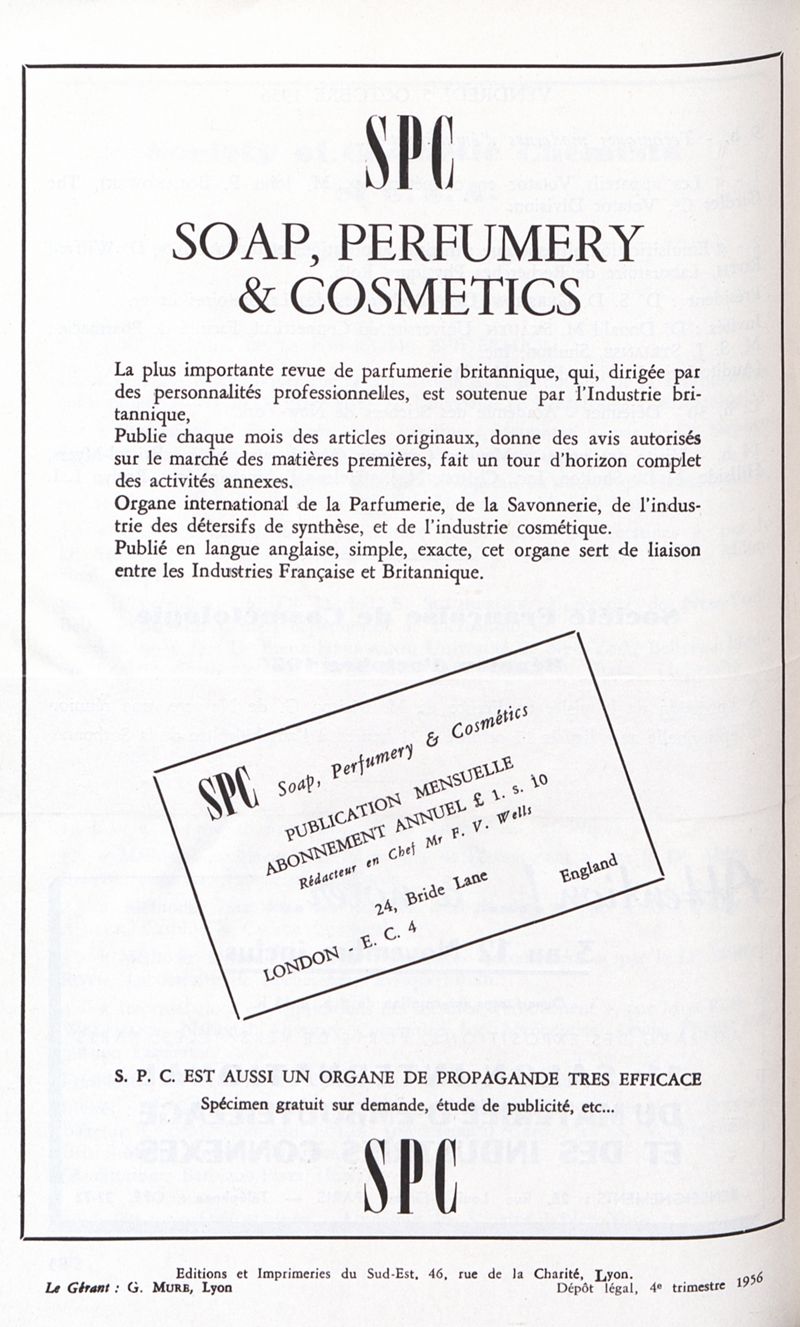 SPC
SOAP, PERFUMERY
& COSMETICS
La plus importante revue de parfumerie britannique, qui, dirigée par
des personnalités professionnelles, est soutenue par l'Industrie bri-
tannique,
Publie chaque mois des articles originaux, donne des avis autorisés
sur le marché des matières premières, fait un tour d'horizon complet
des activités annexes.
Organe international de la Parfumerie, de la Savonnerie, de l'indus-
trie des détersifs de synthèse, et de l'industrie cosmétique.
Publié en langue anglaise, simple, exacte, cet organe sert de liaison
entre les Industries Française et Britannique.
SPC Soap, Perfumery & Cosmétics
PUBLICATION MENSUELLE
ABONNEMENT ANNUEL £ 1. s. 10
Rédacteur en Chef Mr F. V. Wells
24, Bride Lane
LONDON - E. C. 4 England
S. P. C. EST AUSSI UN ORGANE DE PROPAGANDE TRES EFFICACE
Spécimen gratuit sur demande, étude de publicité, etc...
SPC
Editions et Imprimeries du Sud-Est, 46, rue de la Charité, Lyon.
Le Gérant : G. MURE, Lyon Dépôt légal, 4e trimestre 1956